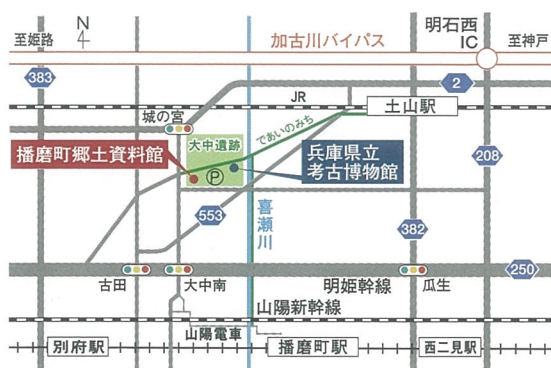 N
至姫路
加古川バイパス
明石西
IC
至神戸
383
2
JR
土山駅
城の宮
であいのみち
大中遺跡
播磨町郷土資料館
P
兵庫県立
考古博物館
208
553
喜瀬川
382
250
古田
大中南
明姫幹線
瓜生
山陽新幹線
山陽電車
別府駅
播磨町駅
西二見駅